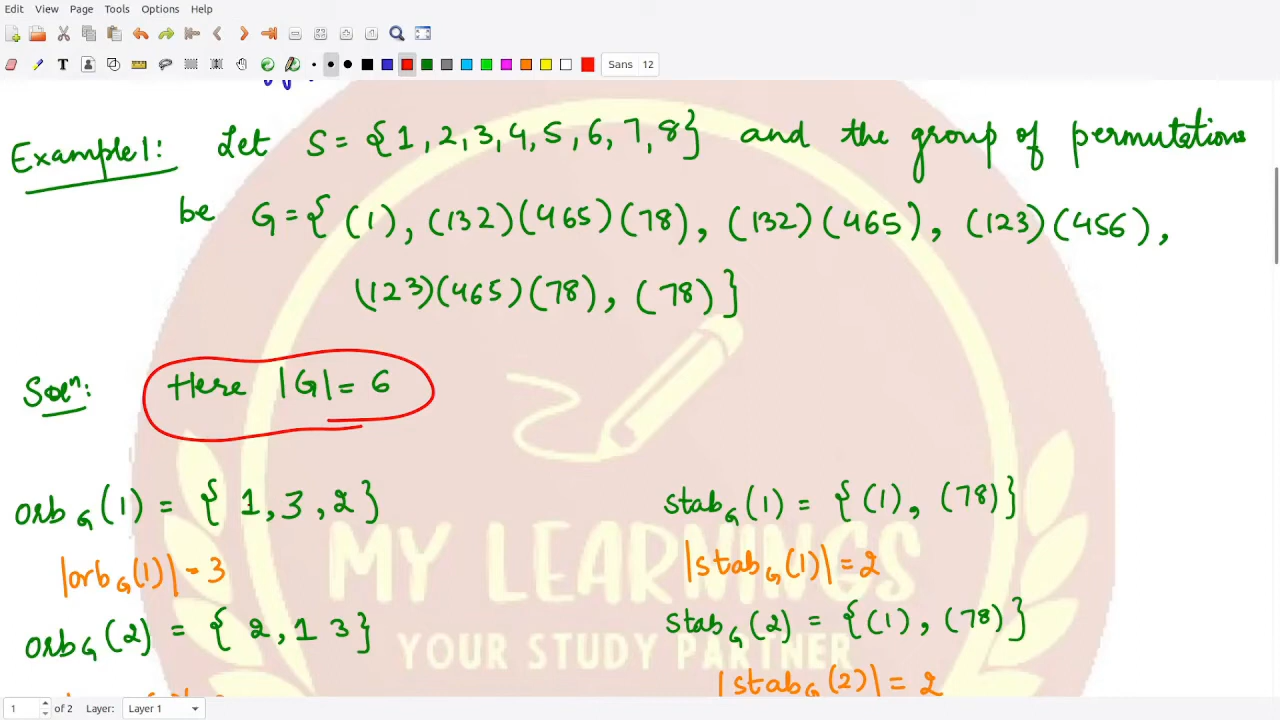 Edit View Page Tools Options Help
Sans 12
Example 1: Let S = {1, 2, 3, 4, 5, 6, 7, 8} and the group of permutations
be G = { (1), (132)(465)(78), (132)(465), (123)(456),
(123)(465)(78), (78) }
Soln: Here |G| = 6
orb_G(1) = { 1, 3, 2 }
stab_G(1) = { (1), (78) }
|orb_G(1)| = 3
|stab_G(1)| = 2
orb_G(2) = { 2, 1 3 }
stab_G(2) = { (1), (78) }
|stab_G(2)| = 2
MY LEARNINGS
YOUR STUDY PARTNER
1 of 2 Layer: Layer 1